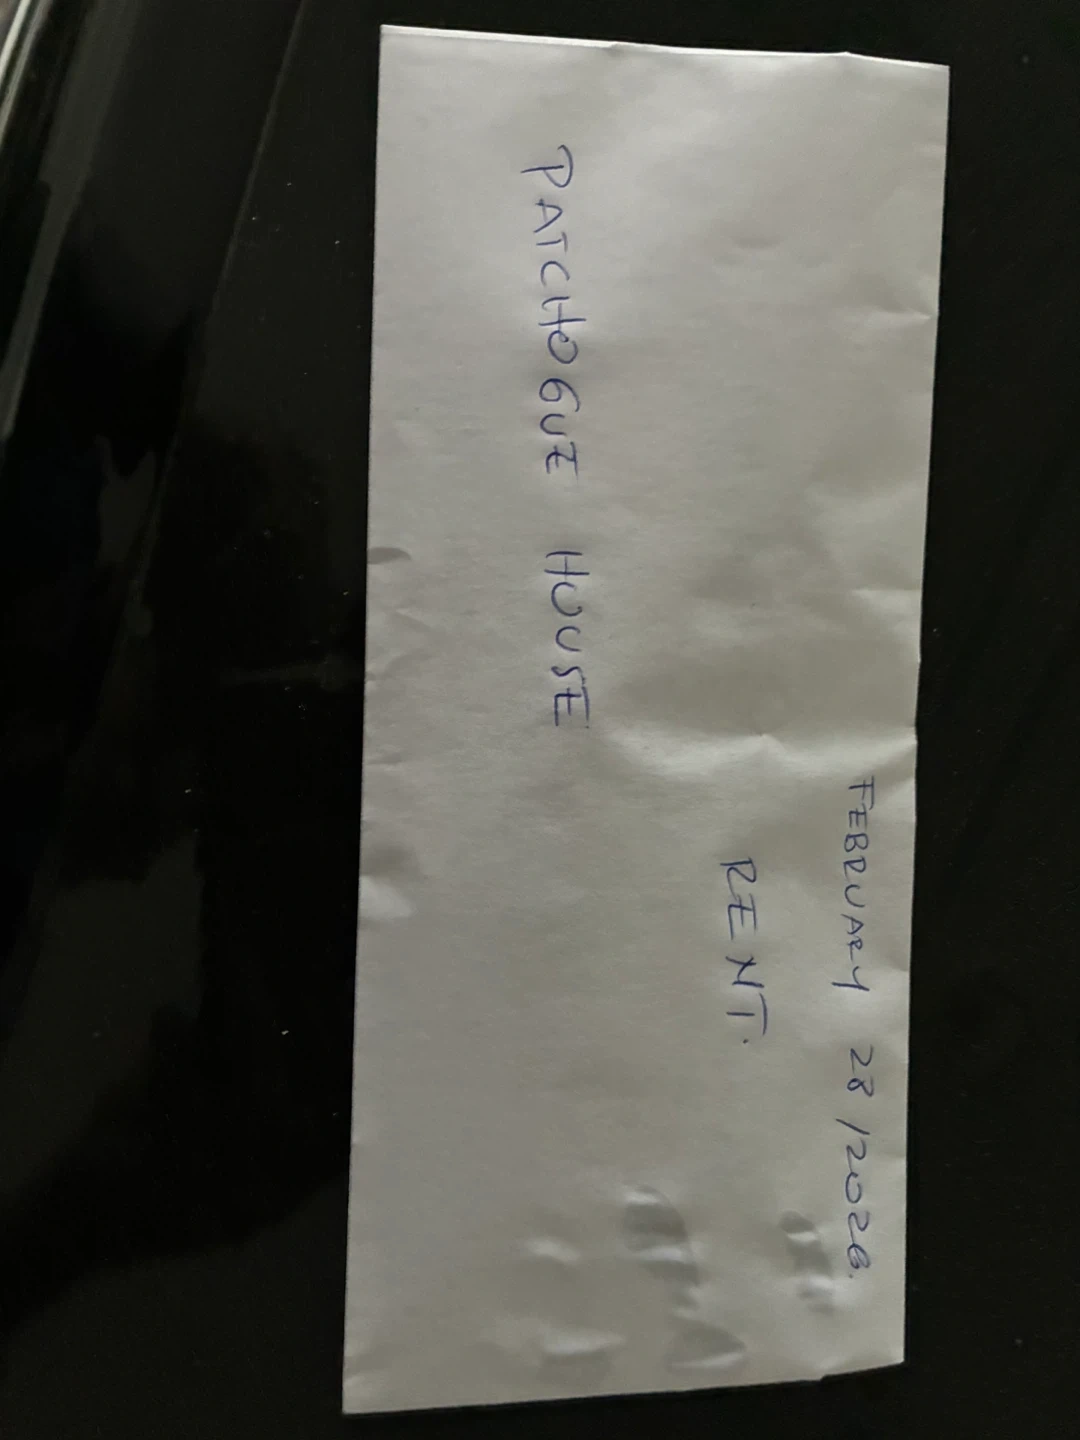 FEBRUARY 28/2026.
RENT.
PATCHOGUE HOUSE